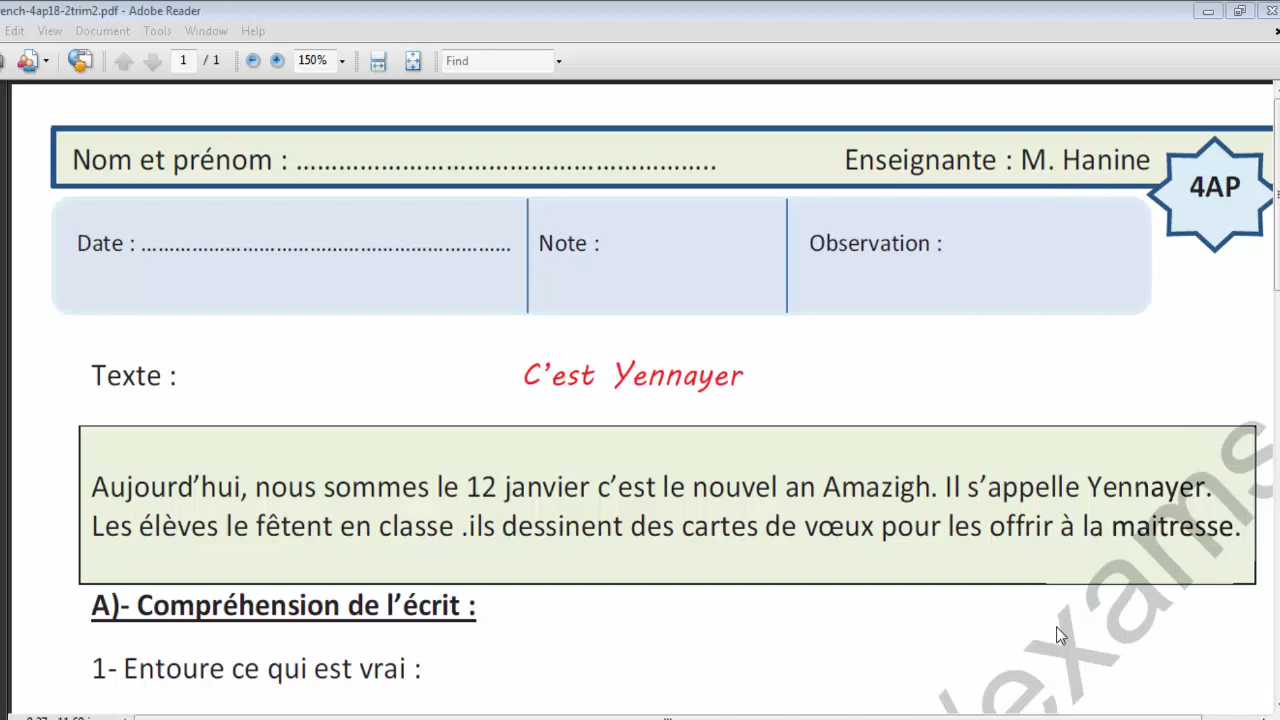 ench-4ap18-2trim2.pdf - Adobe Reader
Edit View Document Tools Window Help
1 / 1 150% Find
Nom et prénom : ………………………………………………….. Enseignante : M. Hanine
4AP
Date : ………………………………………………… Note : Observation :
Texte : C'est Yennayer
Aujourd'hui, nous sommes le 12 janvier c'est le nouvel an Amazigh. Il s'appelle Yennayer.
Les élèves le fêtent en classe .ils dessinent des cartes de vœux pour les offrir à la maitresse.
A)- Compréhension de l'écrit :
1- Entoure ce qui est vrai :
exams